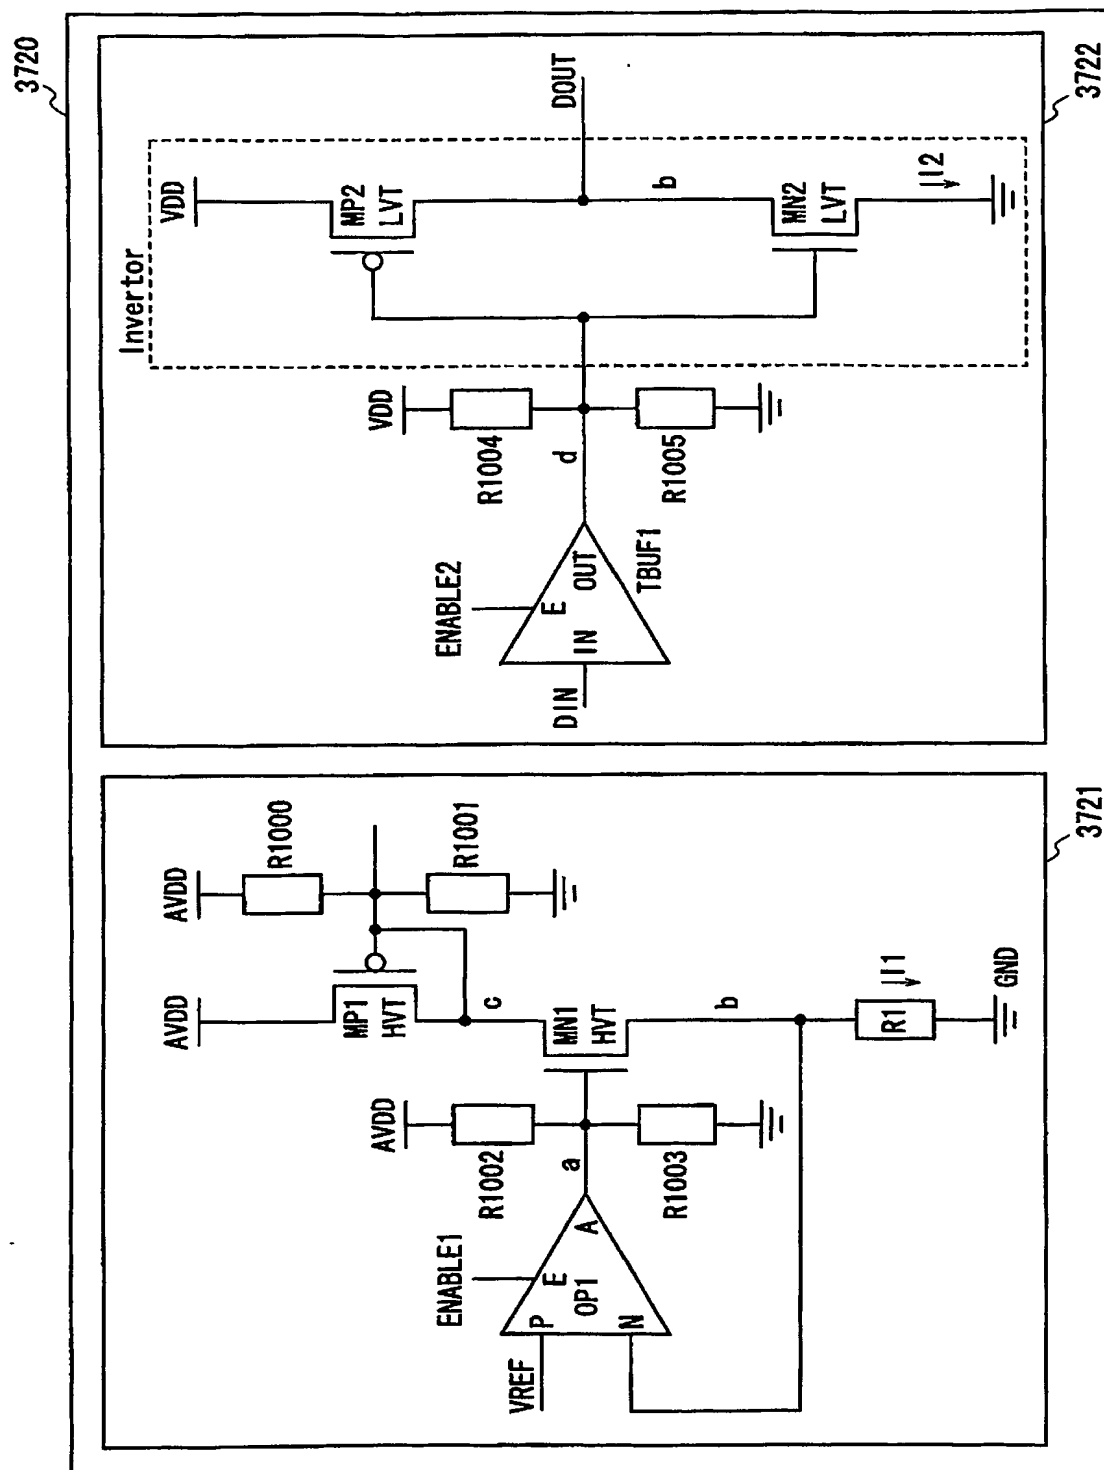 3720
3721
AVDD
AVDD
R1000
R1001
MP1
HVT
c
MN1
HVT
b
AVDD
R1002
a
R1003
ENABLE1
E
OP1
P
N
A
VREF
R1
I1
GND
3722
Invertor
VDD
MP2
LVT
DOUT
b
MN2
LVT
I2
VDD
R1004
d
R1005
ENABLE2
E
IN
OUT
TBUF1
DIN